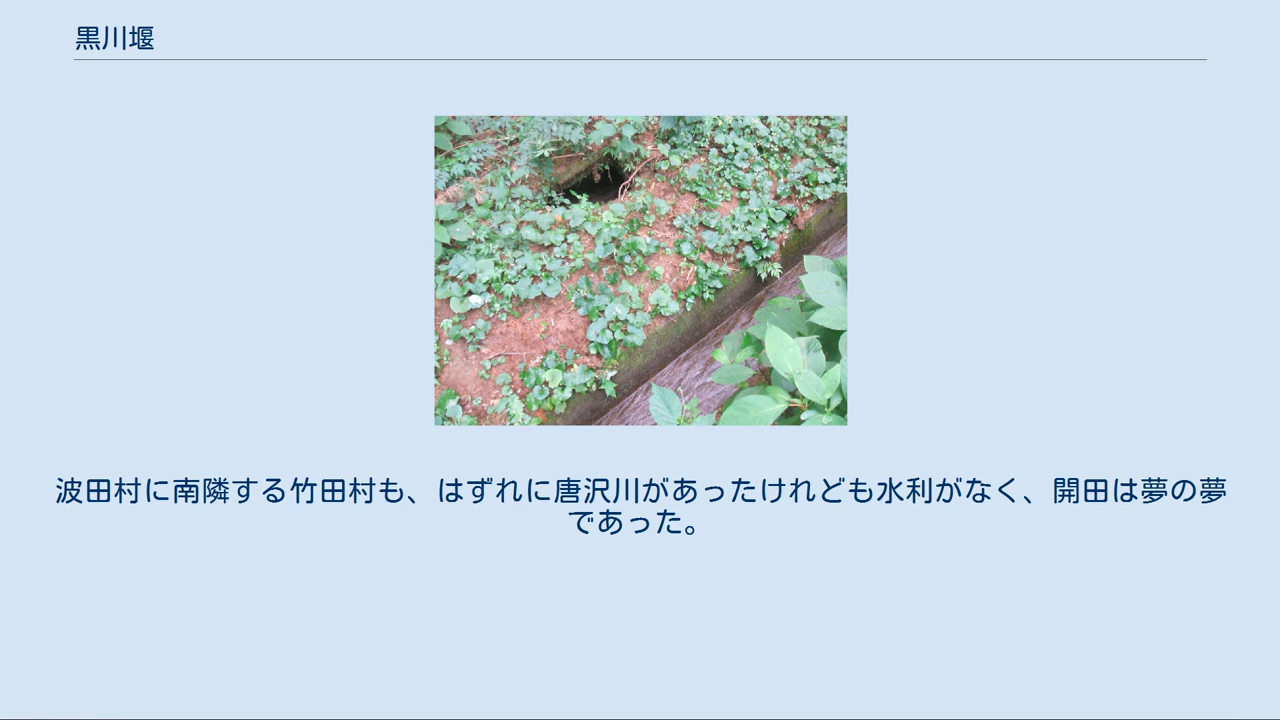 黒川堰
波田村に南隣する竹田村も、はずれに唐沢川があったけれども水利がなく、開田は夢の夢
であった。